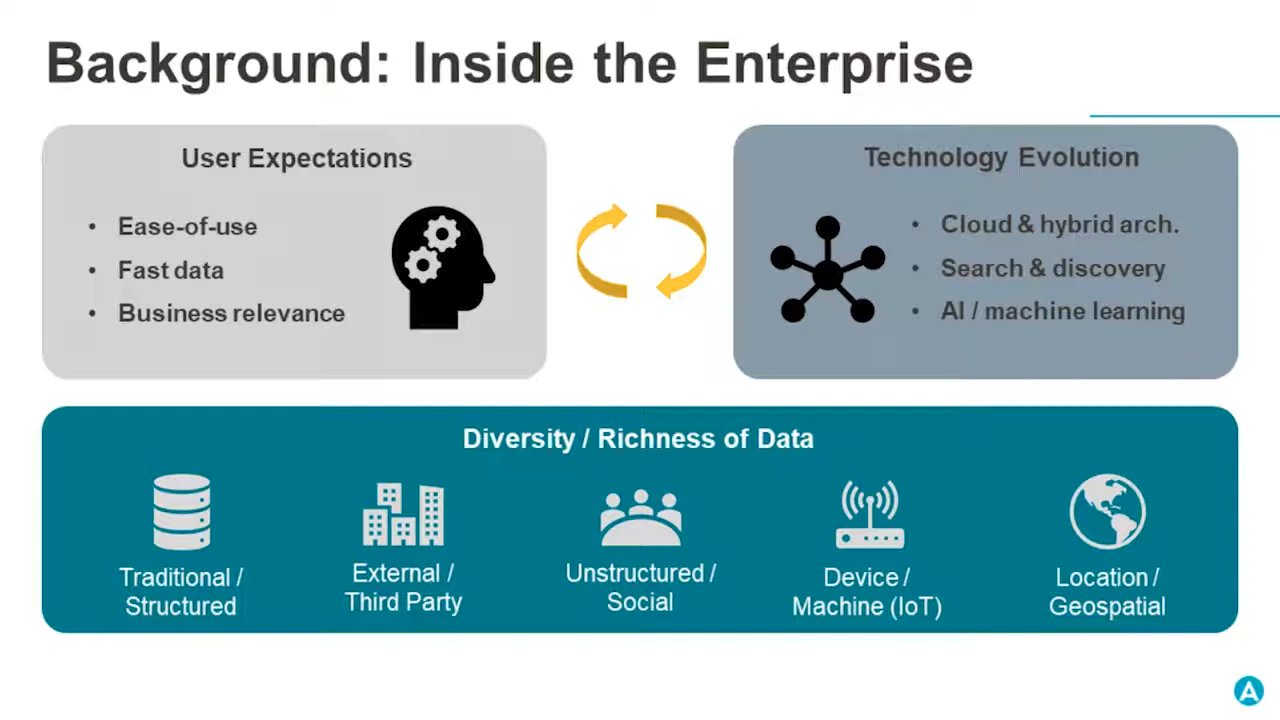 Background: Inside the Enterprise
User Expectations
• Ease-of-use
• Fast data
• Business relevance
Technology Evolution
• Cloud & hybrid arch.
• Search & discovery
• AI / machine learning
Diversity / Richness of Data
Traditional /
Structured
External /
Third Party
Unstructured /
Social
Device /
Machine (IoT)
Location /
Geospatial
A